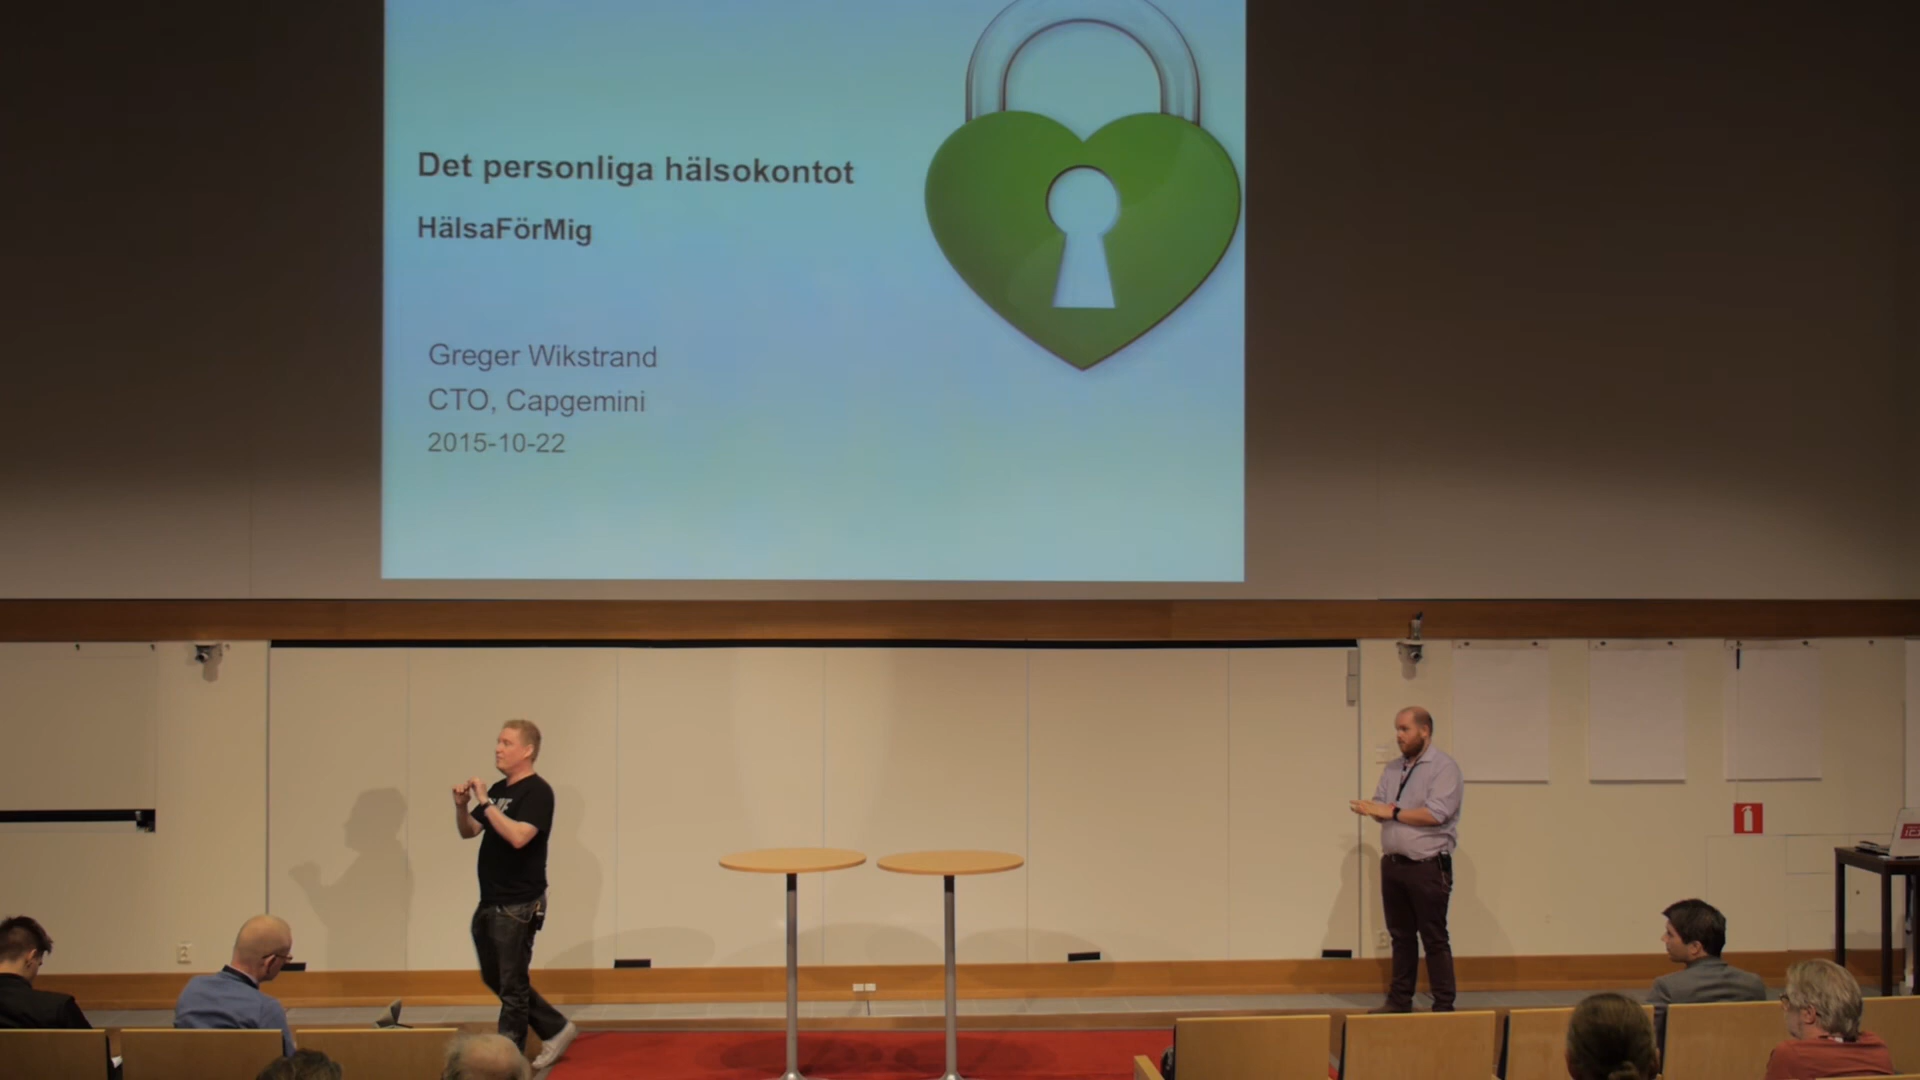 Det personliga hälsokontot
HälsaFörMig
Greger Wikstrand
CTO, Capgemini
2015-10-22